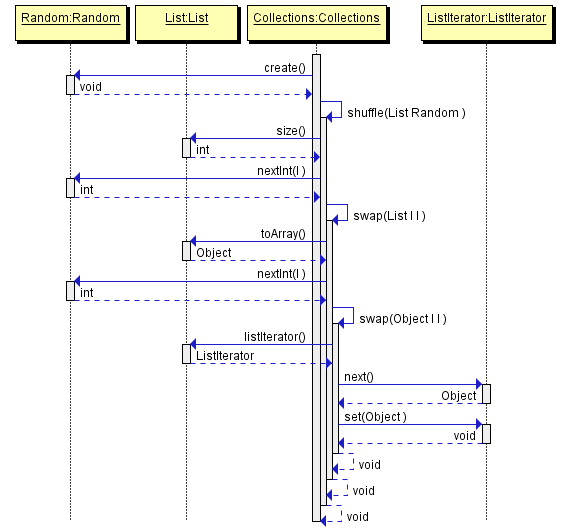 Random:Random List:List Collections:Collections ListIterator:ListIterator
create()
void
shuffle(List Random )
size()
int
nextInt(I )
int
swap(List I I )
toArray()
Object
nextInt(I )
int
swap(Object I I )
listIterator()
ListIterator
next()
Object
set(Object )
void
void
void
void